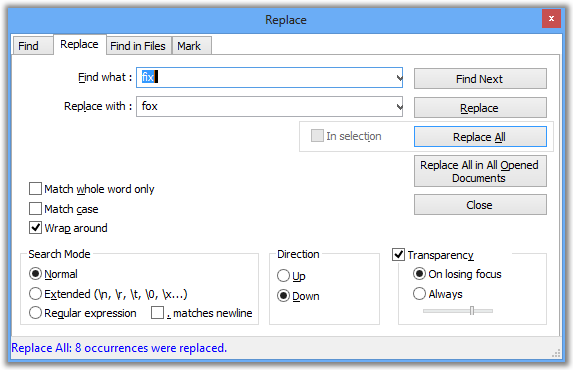 Replace
x
Find Replace Find in Files Mark
Find what : fix Find Next
Replace with : fox Replace
In selection Replace All
Replace All in All Opened
Documents
Match whole word only
Match case Close
Wrap around
Search Mode Direction Transparency
Normal Up On losing focus
Extended (\n, \r, \t, \0, \x...) Down Always
Regular expression . matches newline
Replace All: 8 occurrences were replaced.